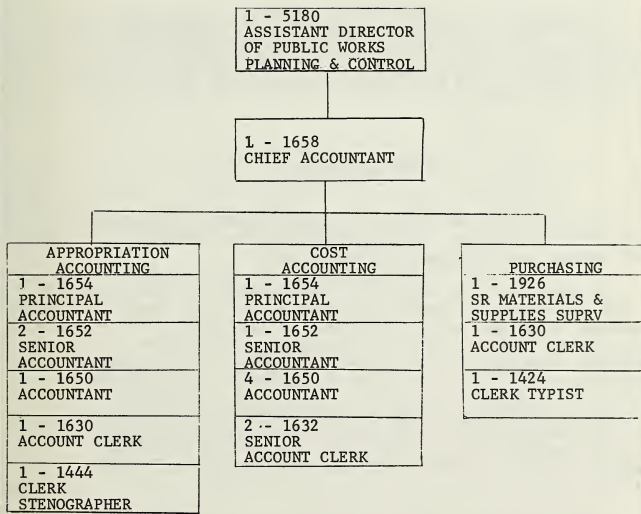 1 - 5180
ASSISTANT DIRECTOR
OF PUBLIC WORKS
PLANNING & CONTROL
1 - 1658
CHIEF ACCOUNTANT
APPROPRIATION
ACCOUNTING
1 - 1654
PRINCIPAL
ACCOUNTANT
2 - 1652
SENIOR
ACCOUNTANT
1 - 1650
ACCOUNTANT
1 - 1630
ACCOUNT CLERK
1 - 1444
CLERK
STENOGRAPHER
COST
ACCOUNTING
1 - 1654
PRINCIPAL
ACCOUNTANT
1 - 1652
SENIOR
ACCOUNTANT
4 - 1650
ACCOUNTANT
2 - 1632
SENIOR
ACCOUNT CLERK
PURCHASING
1 - 1926
SR MATERIALS &
SUPPLIES SUPRV
1 - 1630
ACCOUNT CLERK
1 - 1424
CLERK TYPIST